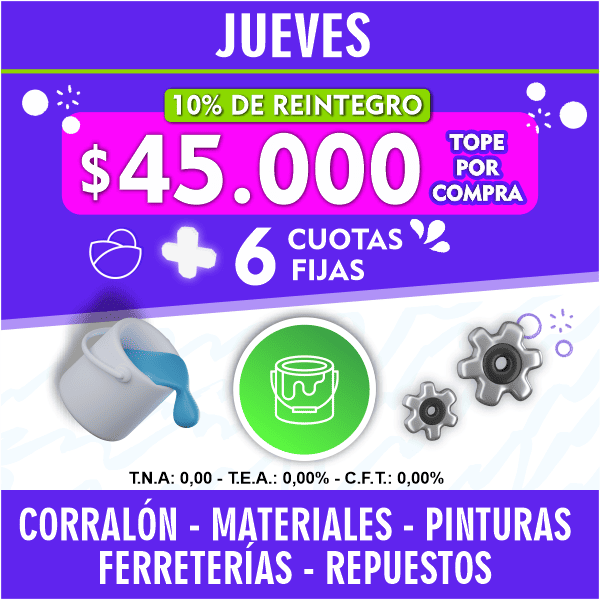 JUEVES
10% DE REINTEGRO
$45.000
TOPE
POR
COMPRA
6 CUOTAS
FIJAS
T.N.A: 0,00 - T.E.A.: 0,00% - C.F.T.: 0,00%
CORRALÓN - MATERIALES - PINTURAS
FERRETERÍAS - REPUESTOS